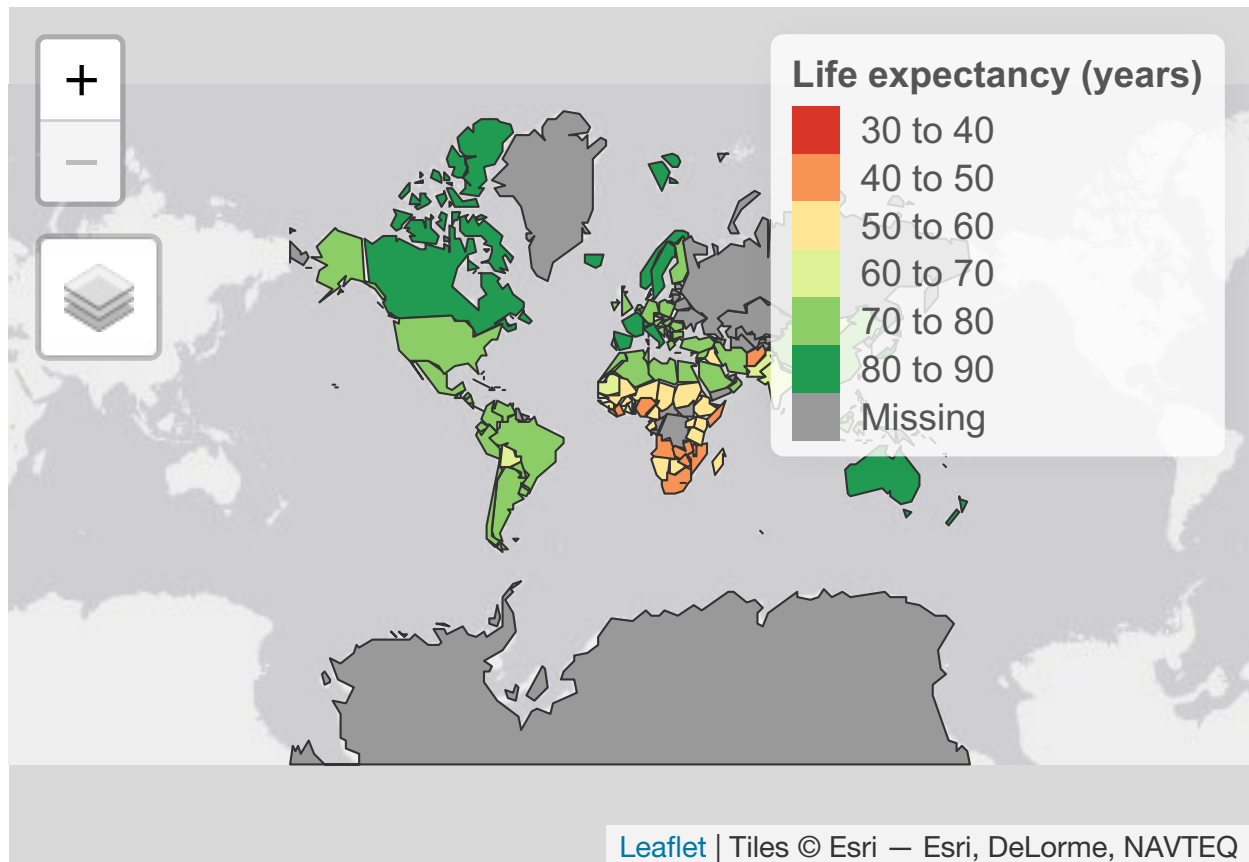 +
−
Life expectancy (years)
30 to 40
40 to 50
50 to 60
60 to 70
70 to 80
80 to 90
Missing
Leaflet | Tiles © Esri — Esri, DeLorme, NAVTEQ